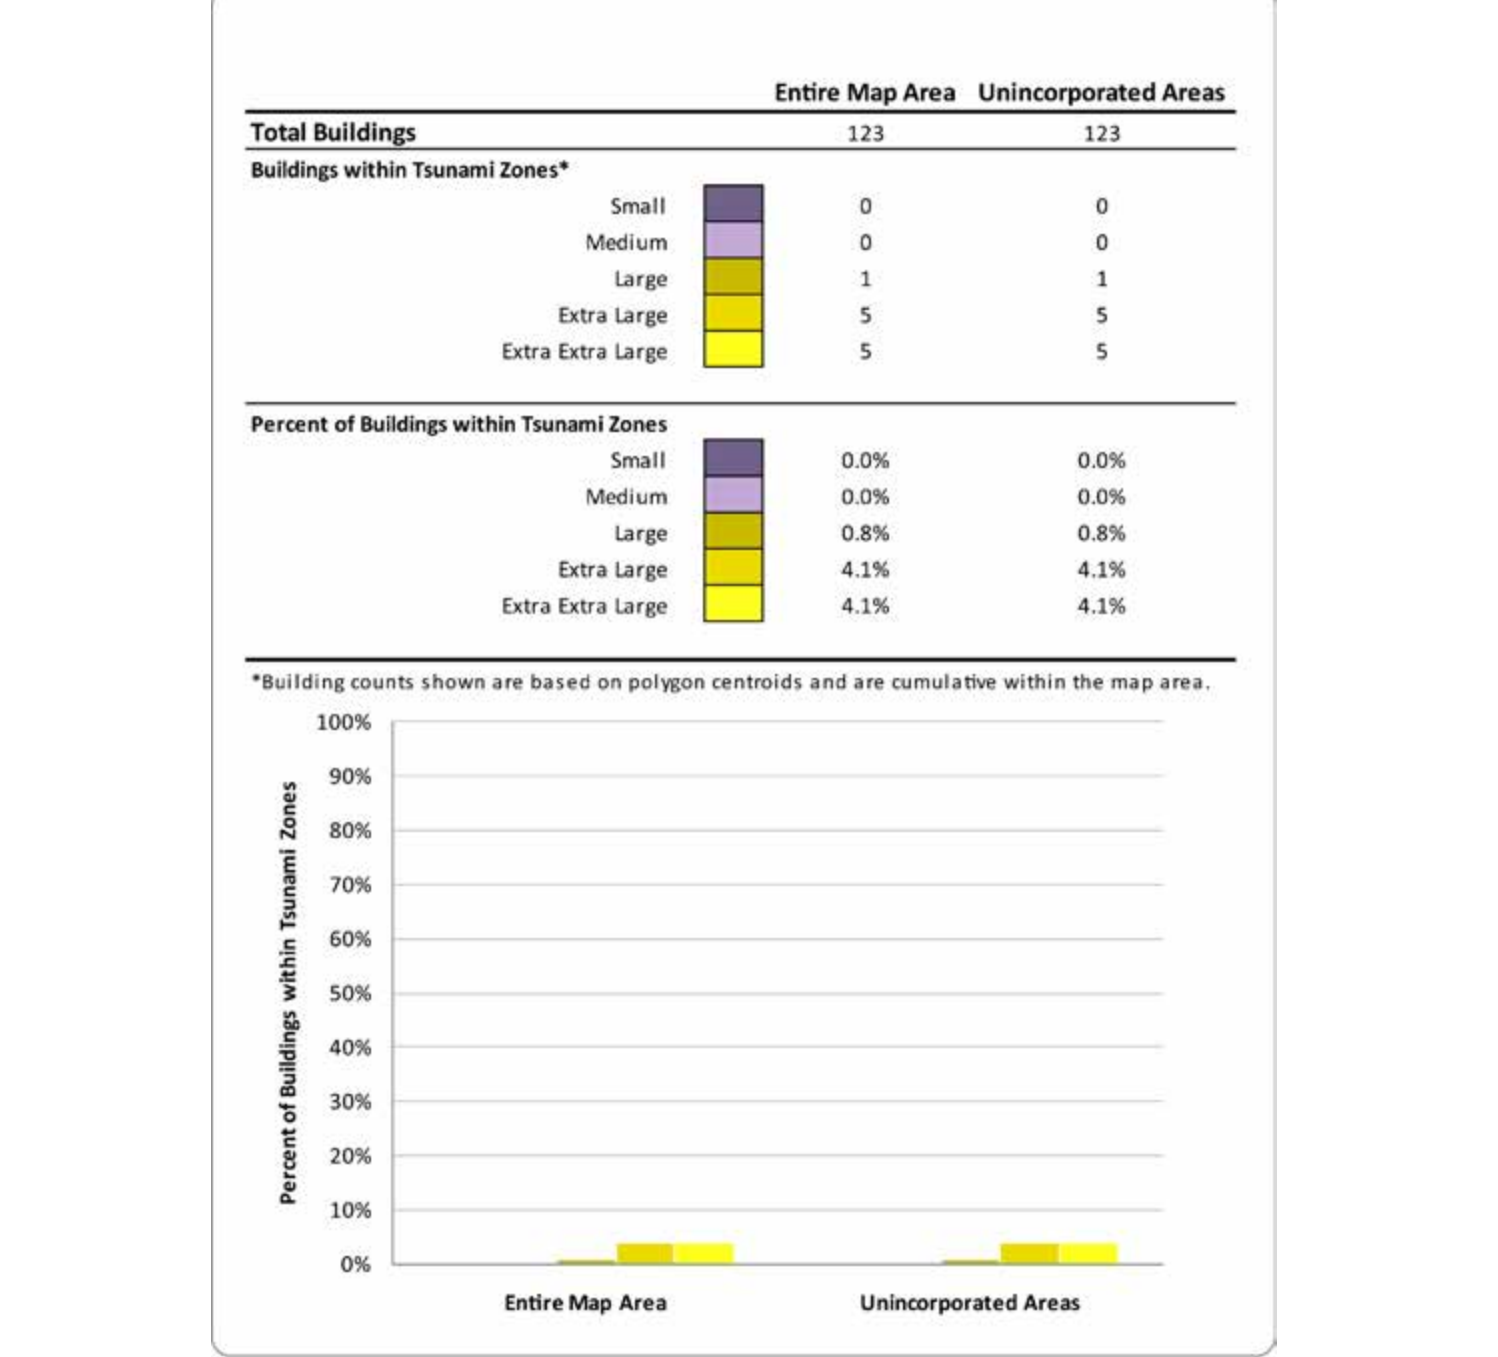 Entire Map Area Unincorporated Areas
Total Buildings 123 123
Buildings within Tsunami Zones*
Small 0 0
Medium 0 0
Large 1 1
Extra Large 5 5
Extra Extra Large 5 5
Percent of Buildings within Tsunami Zones
Small 0.0% 0.0%
Medium 0.0% 0.0%
Large 0.8% 0.8%
Extra Large 4.1% 4.1%
Extra Extra Large 4.1% 4.1%
*Building counts shown are based on polygon centroids and are cumulative within the map area.
Percent of Buildings within Tsunami Zones
100%
90%
80%
70%
60%
50%
40%
30%
20%
10%
0%
Entire Map Area Unincorporated Areas